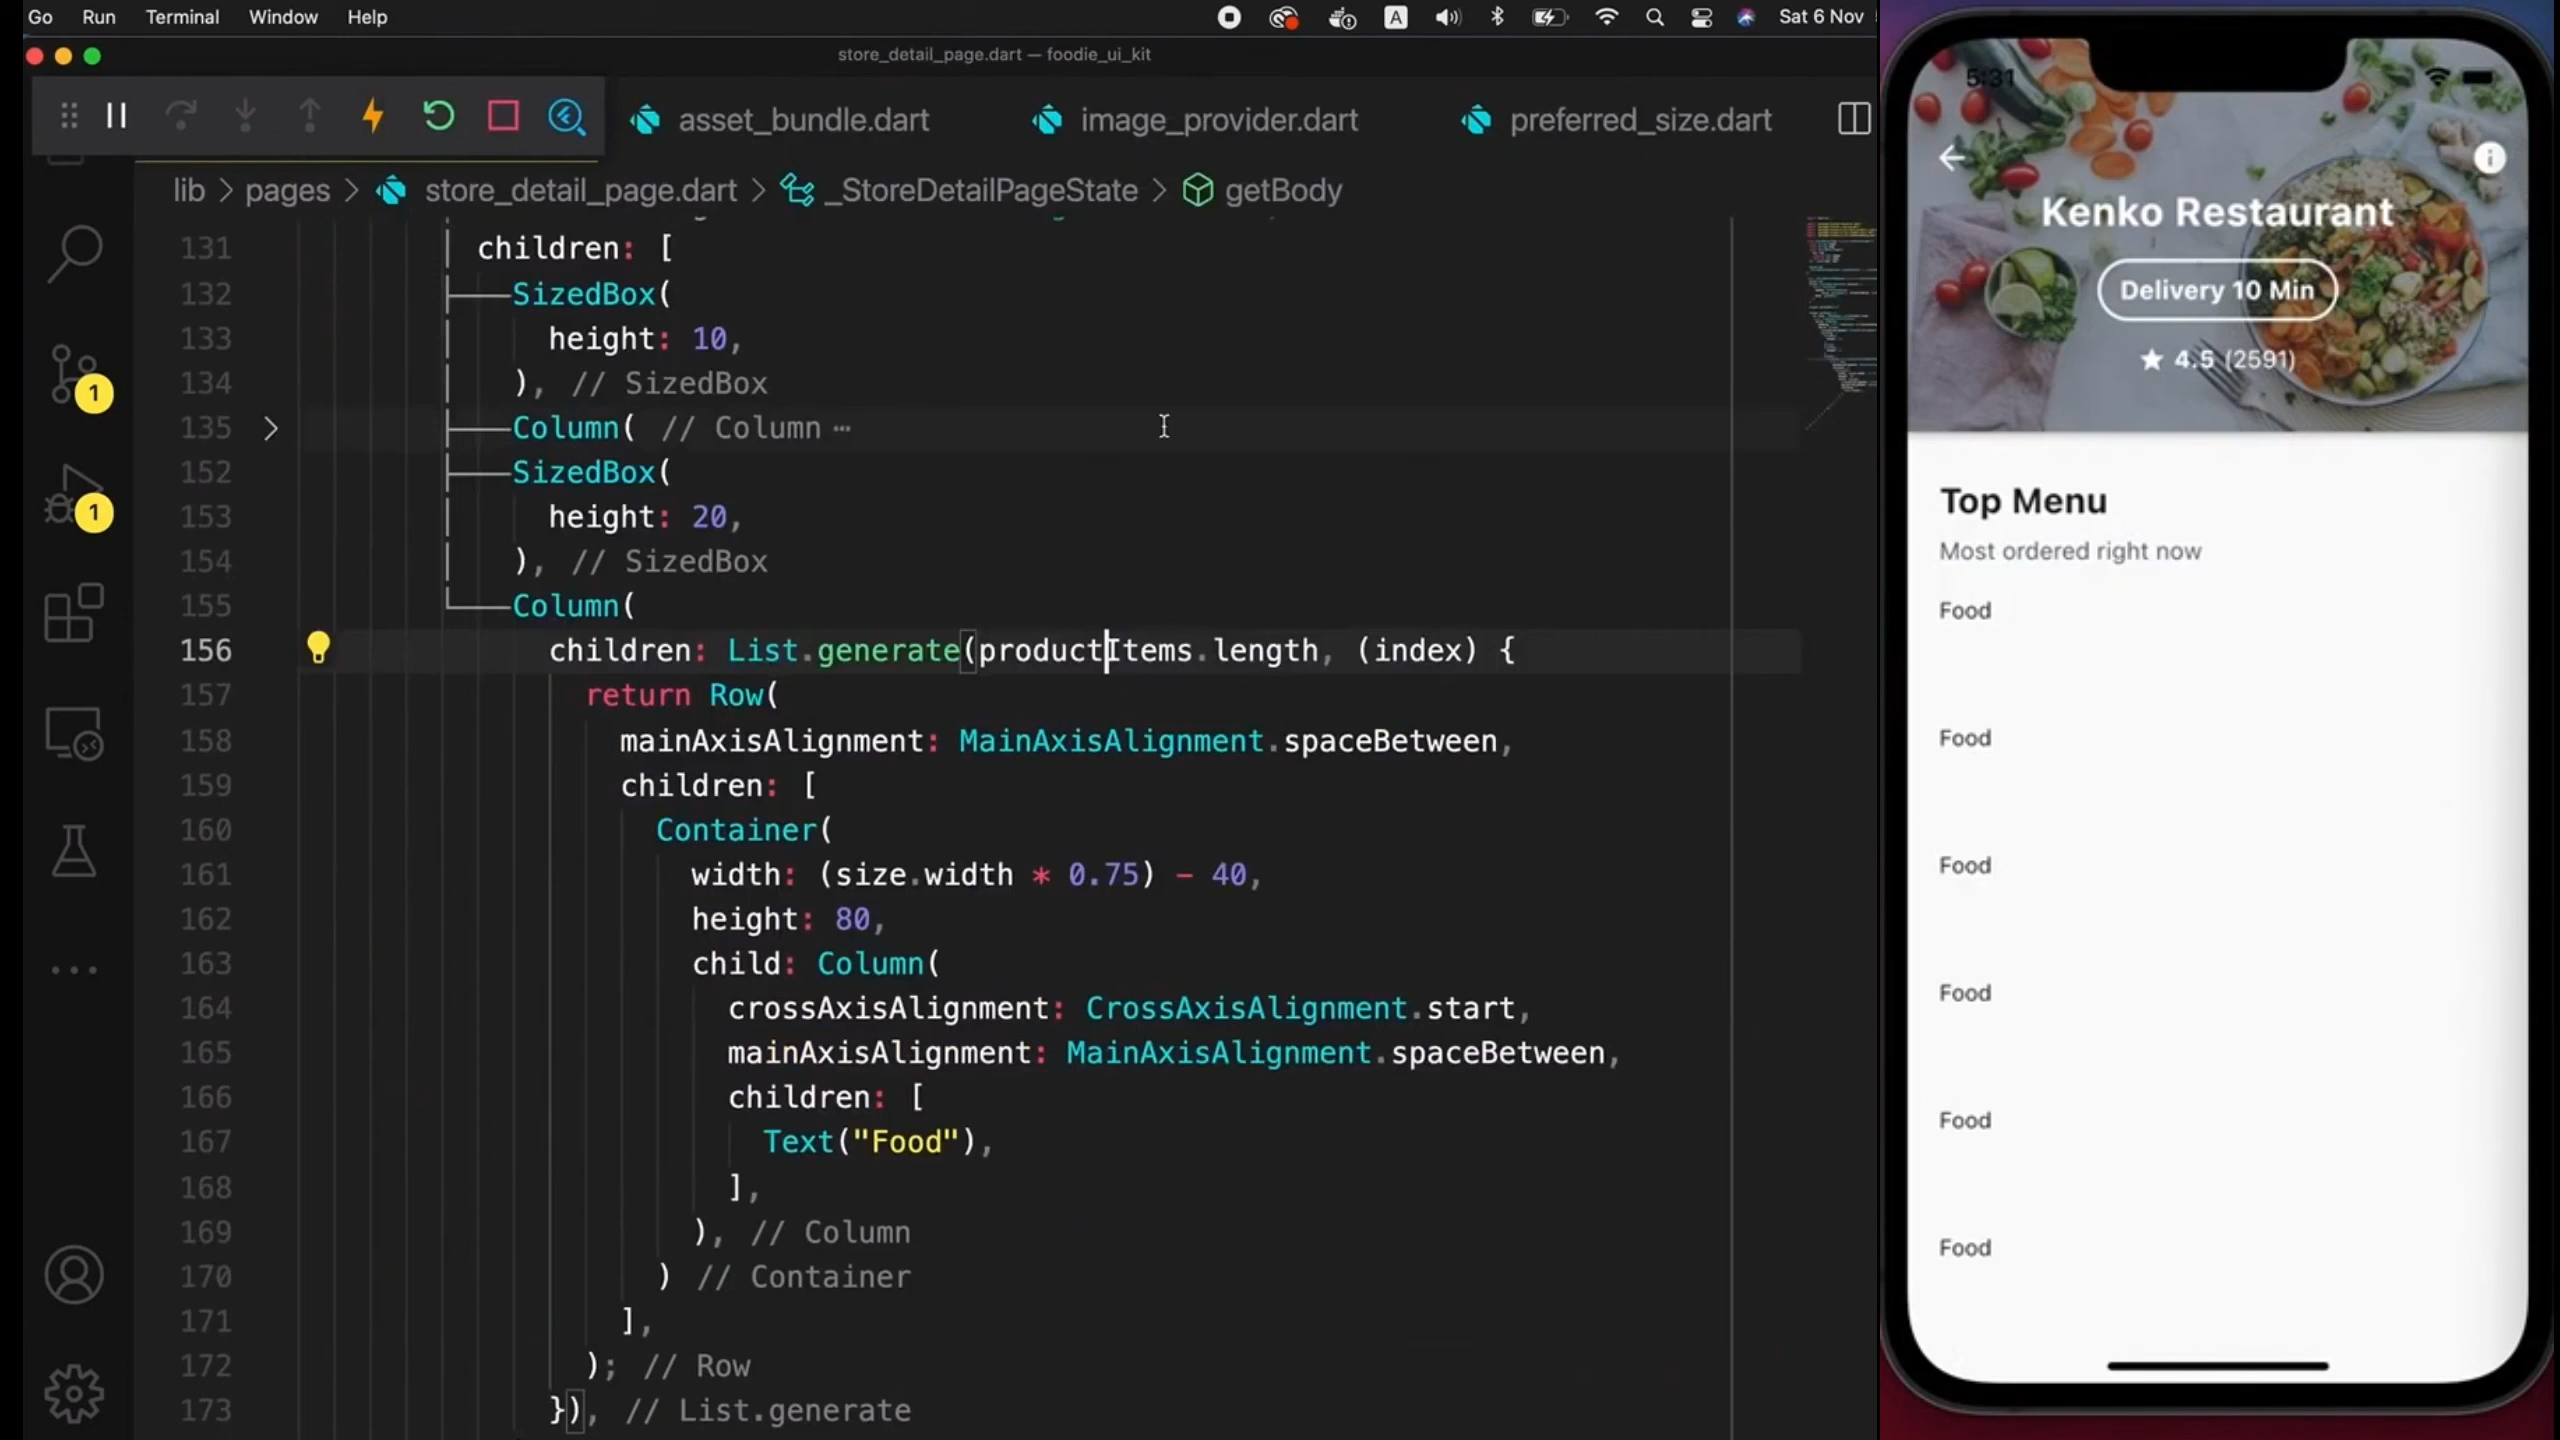 Go Run Terminal Window Help
A
Sat 6 Nov
store_detail_page.dart — foodie_ui_kit
asset_bundle.dart
image_provider.dart
preferred_size.dart
lib > pages > store_detail_page.dart > _StoreDetailPageState > getBody
131 children: [
132 SizedBox(
133 height: 10,
134 ), // SizedBox
135 Column( // Column ⋯
152 SizedBox(
153 height: 20,
154 ), // SizedBox
155 Column(
156 children: List.generate(productItems.length, (index) {
157 return Row(
158 mainAxisAlignment: MainAxisAlignment.spaceBetween,
159 children: [
160 Container(
161 width: (size.width * 0.75) - 40,
162 height: 80,
163 child: Column(
164 crossAxisAlignment: CrossAxisAlignment.start,
165 mainAxisAlignment: MainAxisAlignment.spaceBetween,
166 children: [
167 Text("Food"),
168 ],
169 ), // Column
170 ) // Container
171 ],
172 ); // Row
173 }), // List.generate
1
1
5:31
Kenko Restaurant
Delivery 10 Min
★ 4.5 (2591)
Top Menu
Most ordered right now
Food
Food
Food
Food
Food
Food